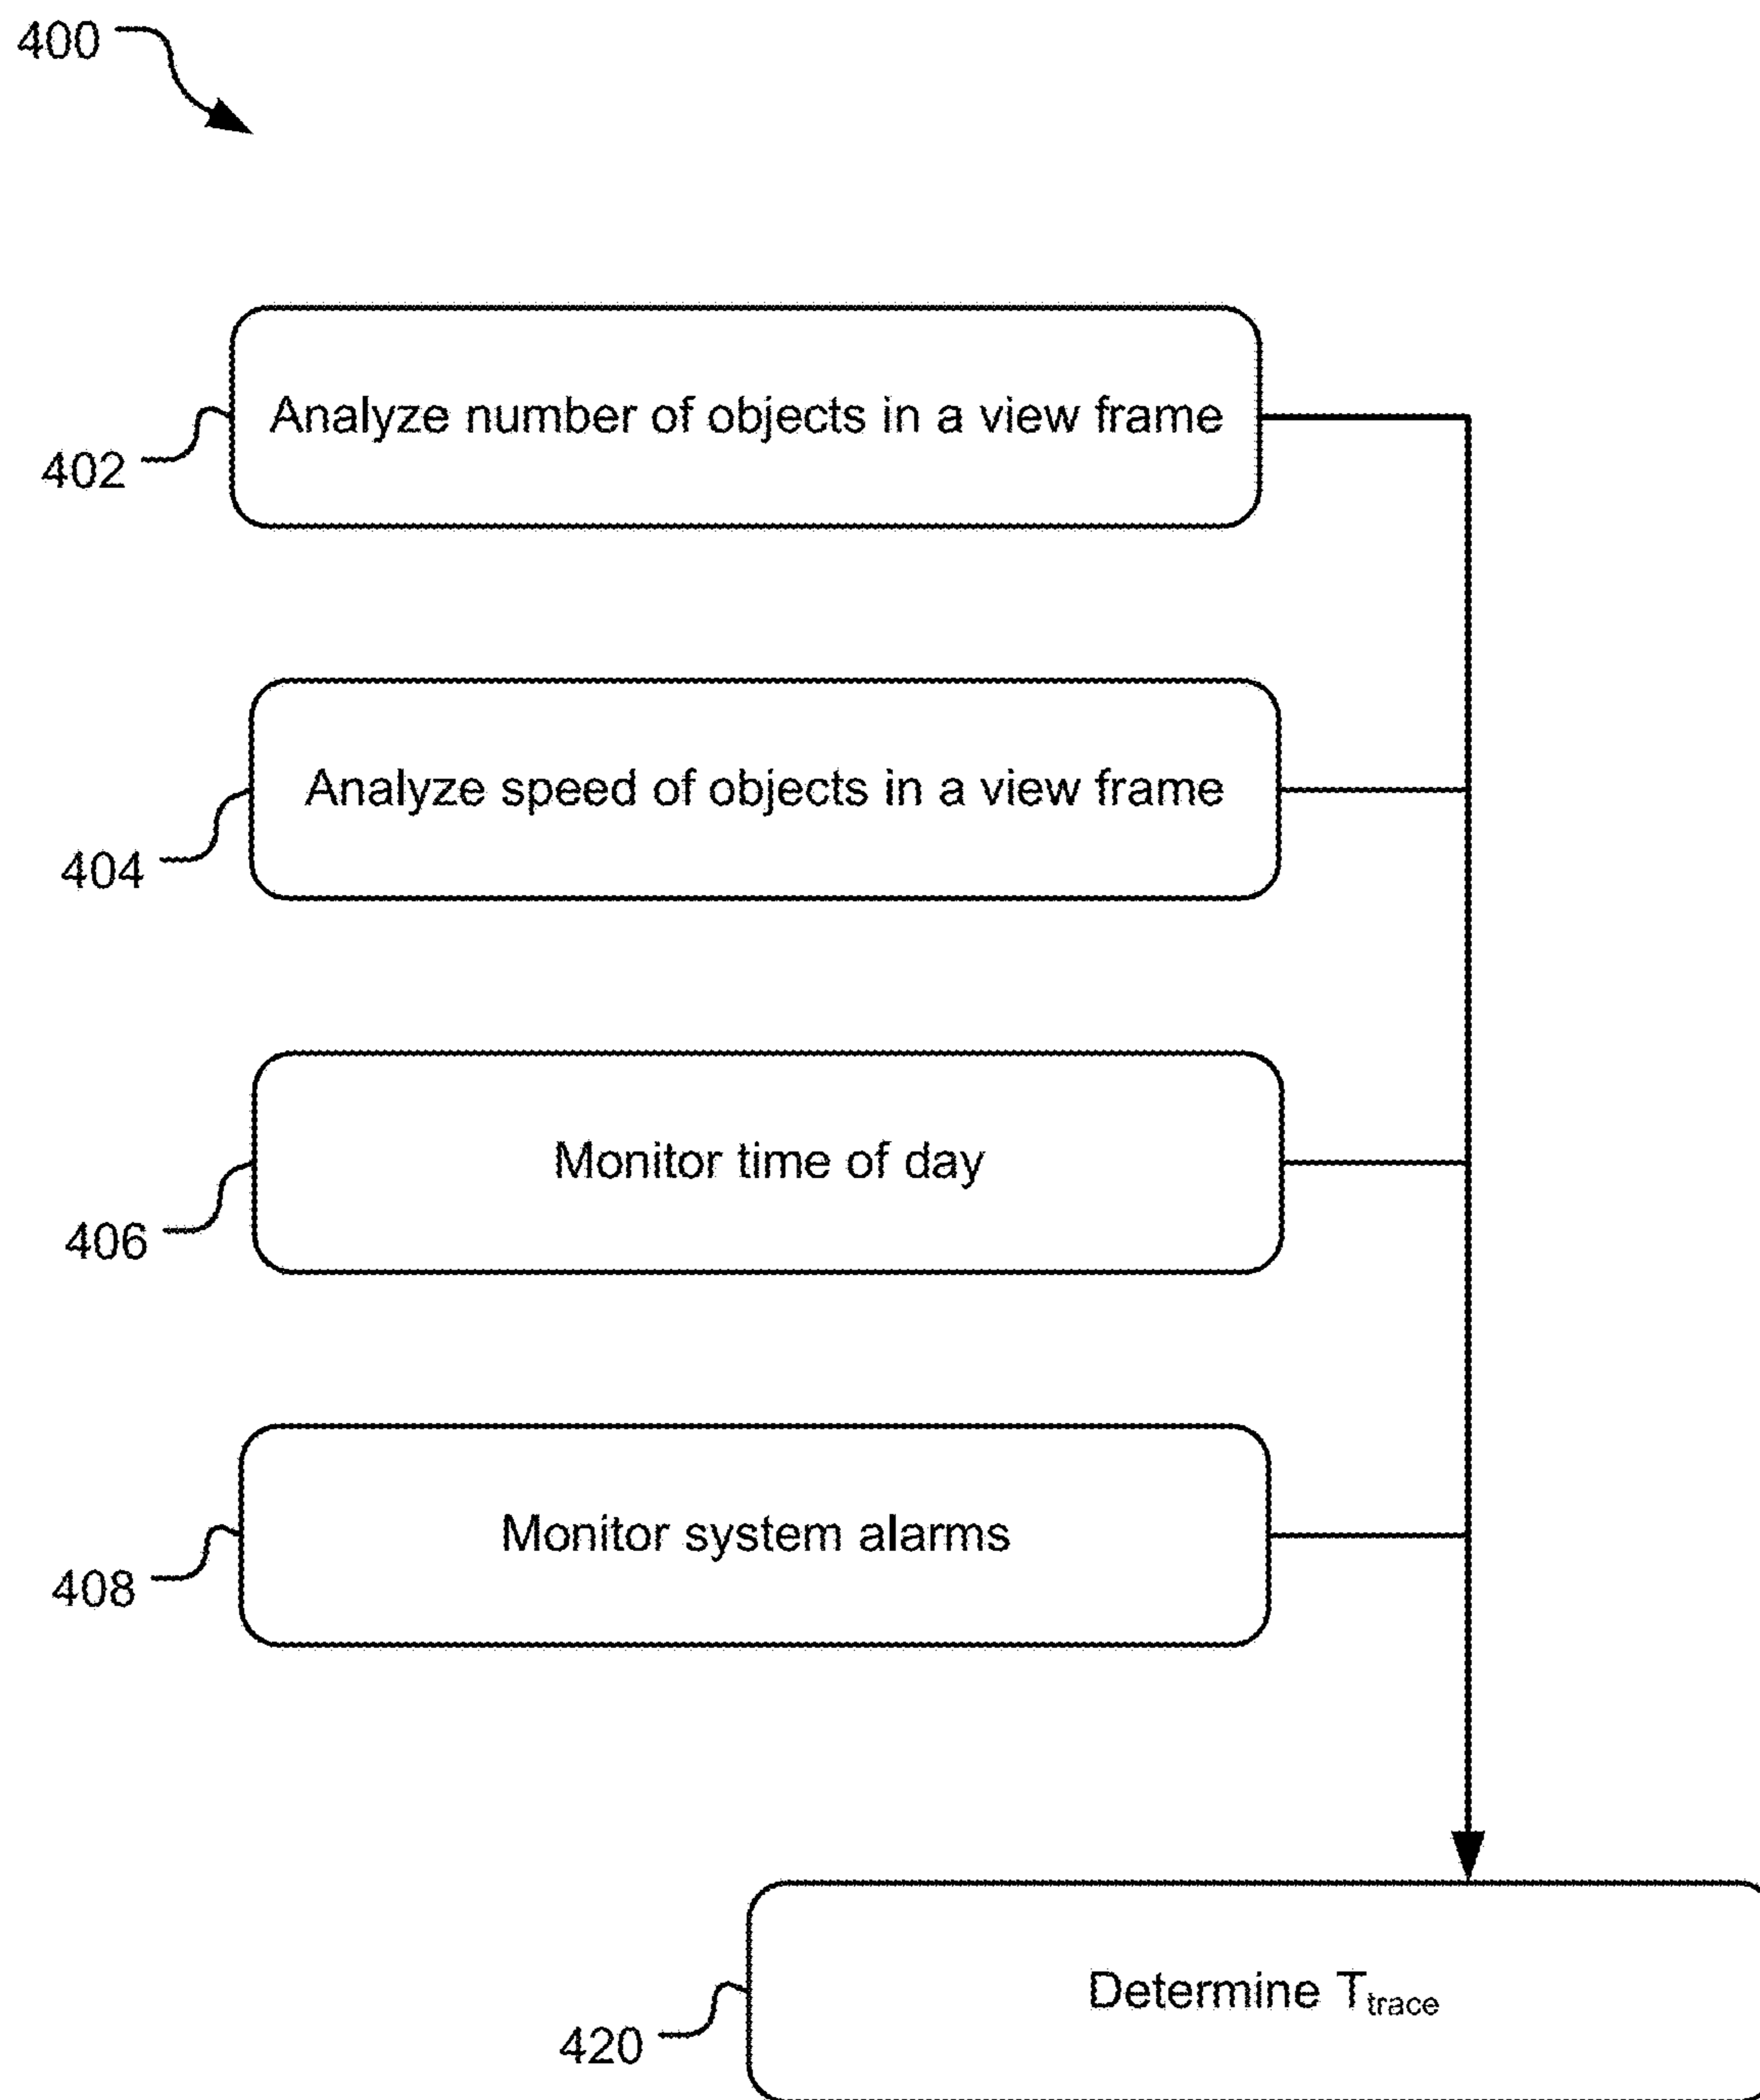 400
Analyze number of objects in a view frame
402
Analyze speed of objects in a view frame
404
Monitor time of day
406
Monitor system alarms
408
Determine Ttrace
420